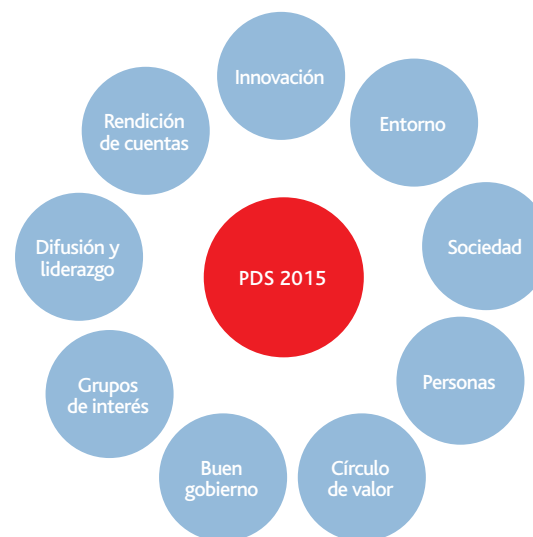 Innovación
Entorno
Sociedad
Personas
Círculo
de valor
Buen
gobierno
Grupos
de interés
Difusión y
liderazgo
Rendición
de cuentas
PDS 2015